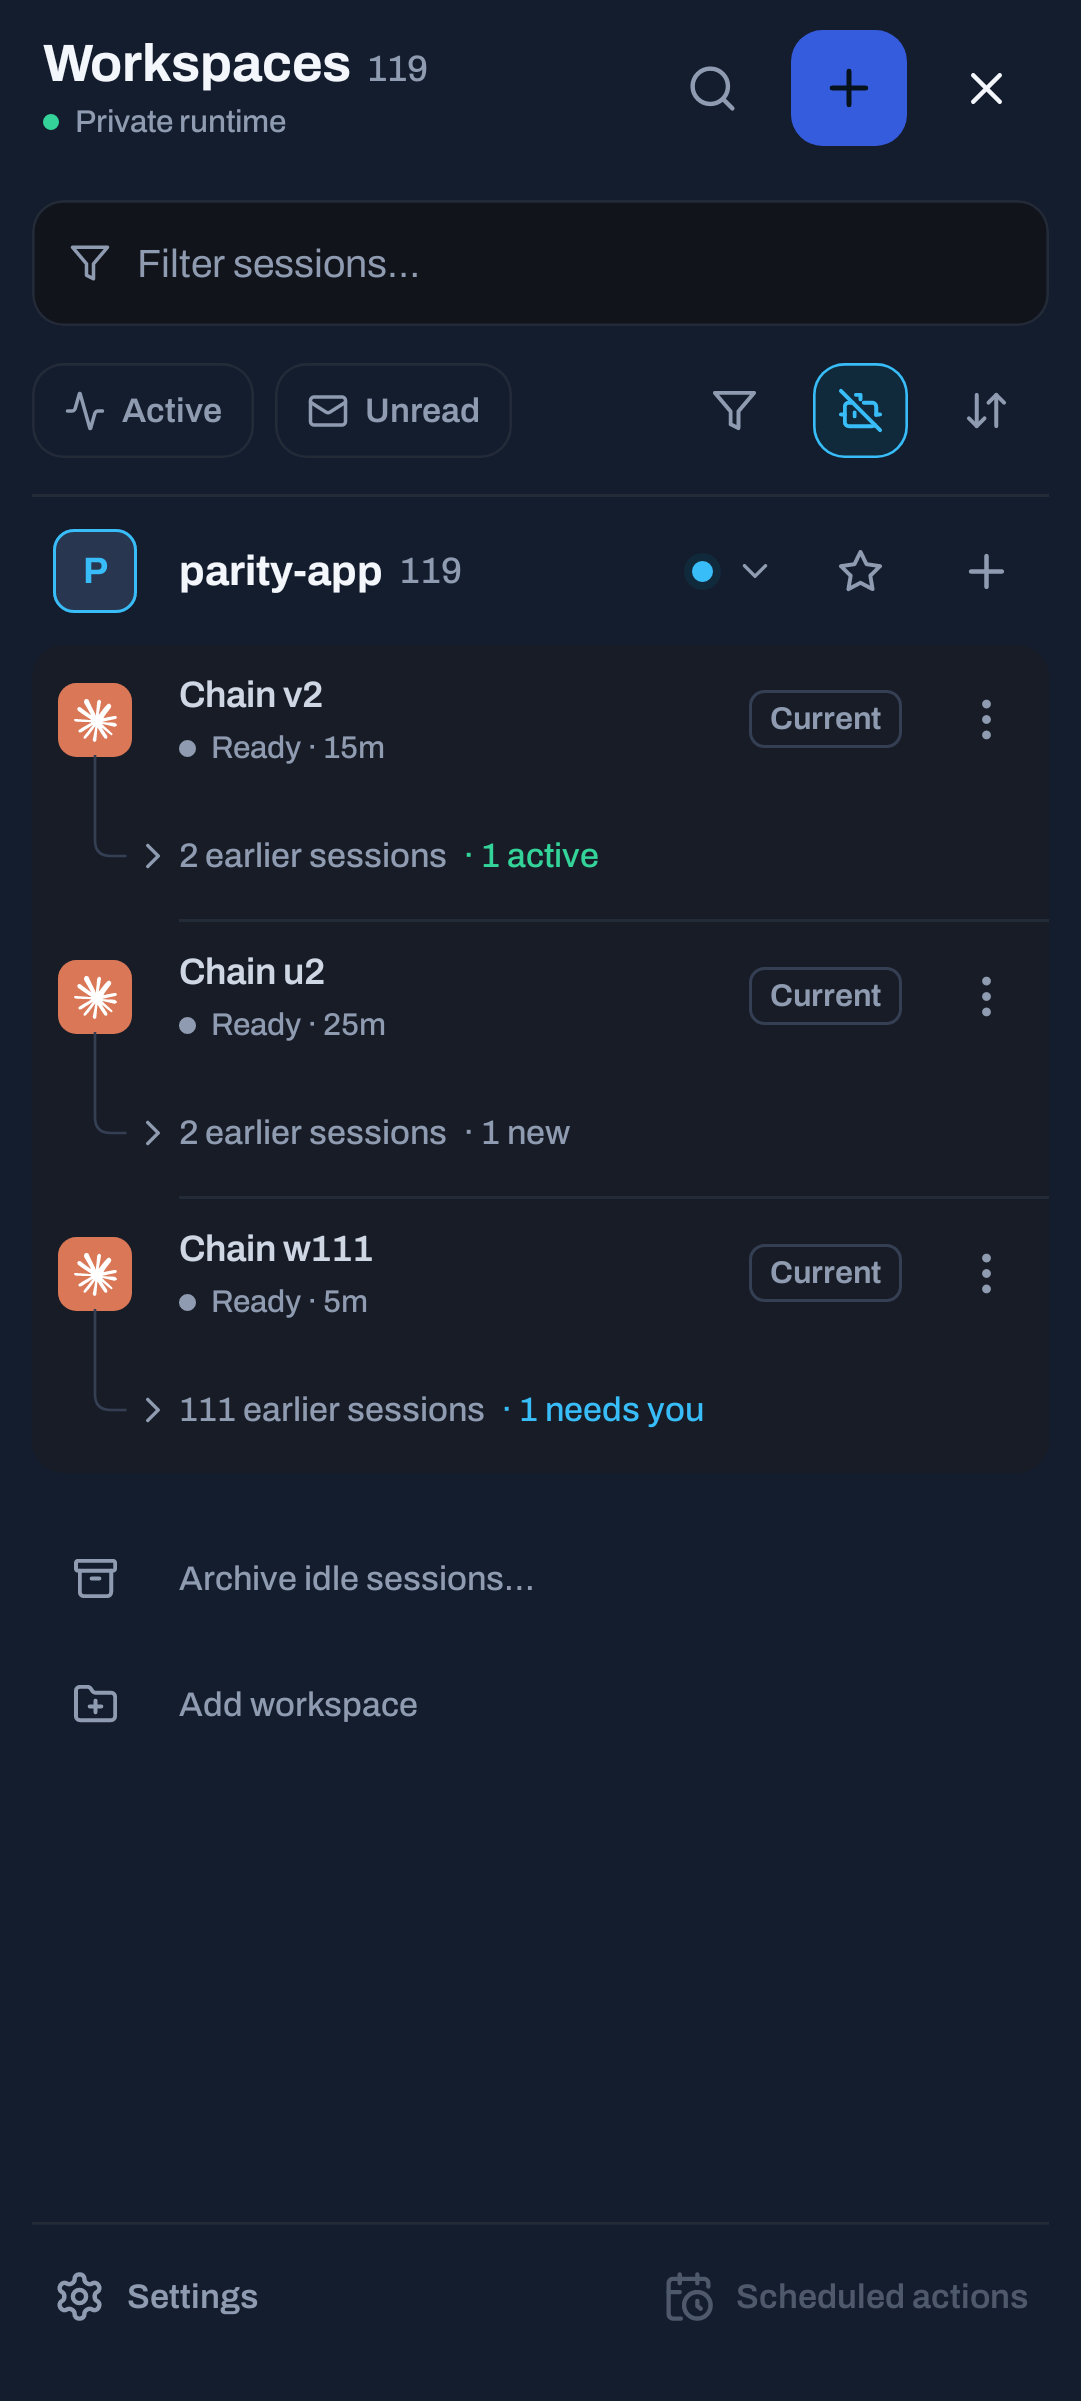 Workspaces 119
Private runtime
Filter sessions...
Active
Unread
P
parity-app 119
Chain v2
Ready · 15m
Current
2 earlier sessions · 1 active
Chain u2
Ready · 25m
Current
2 earlier sessions · 1 new
Chain w111
Ready · 5m
Current
111 earlier sessions · 1 needs you
Archive idle sessions...
Add workspace
Settings
Scheduled actions